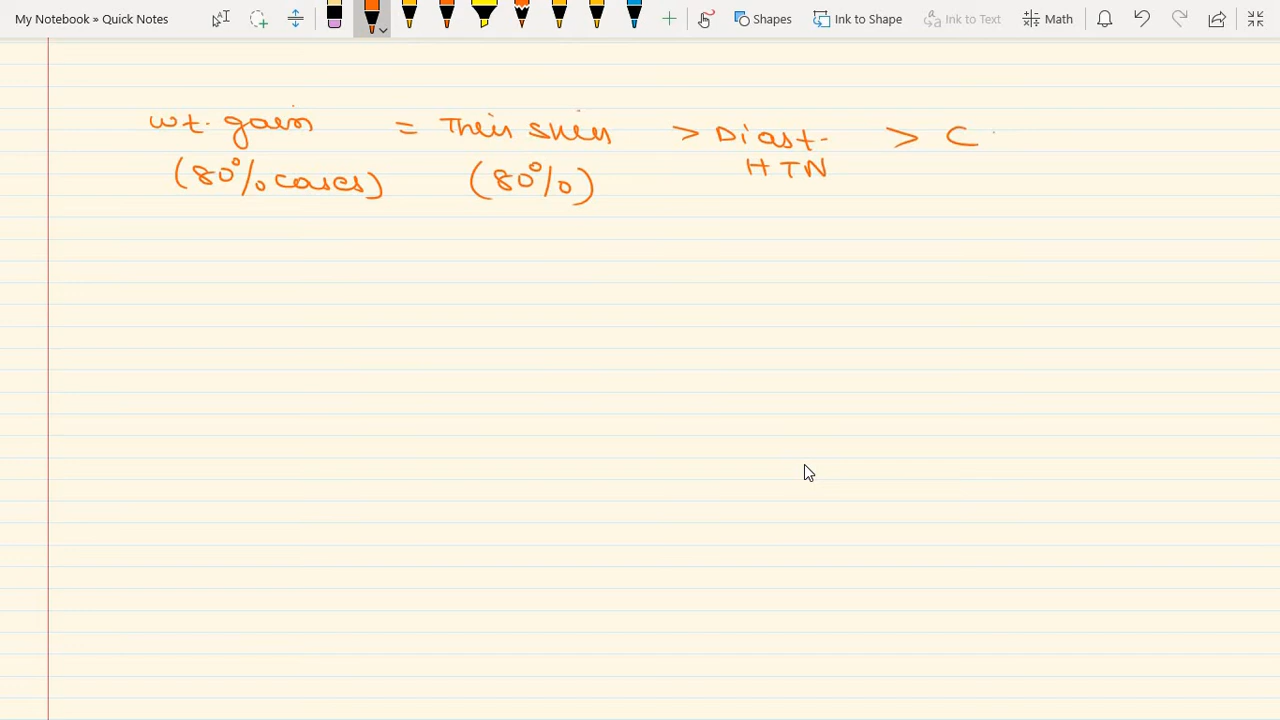 My Notebook » Quick Notes Shapes Ink to Shape Ink to Text Math
wt. gain = Thin skin > Diast. > C
(80% cases) (80%) HTN